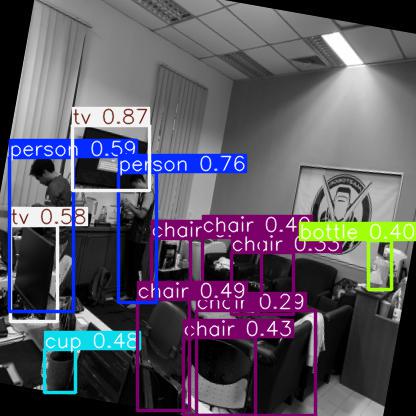 tv 0.87
person 0.59
person 0.76
tv 0.58
chair
chair 0.40
chair 0.33
bottle 0.40
chair 0.49
chair 0.29
chair 0.43
cup 0.48